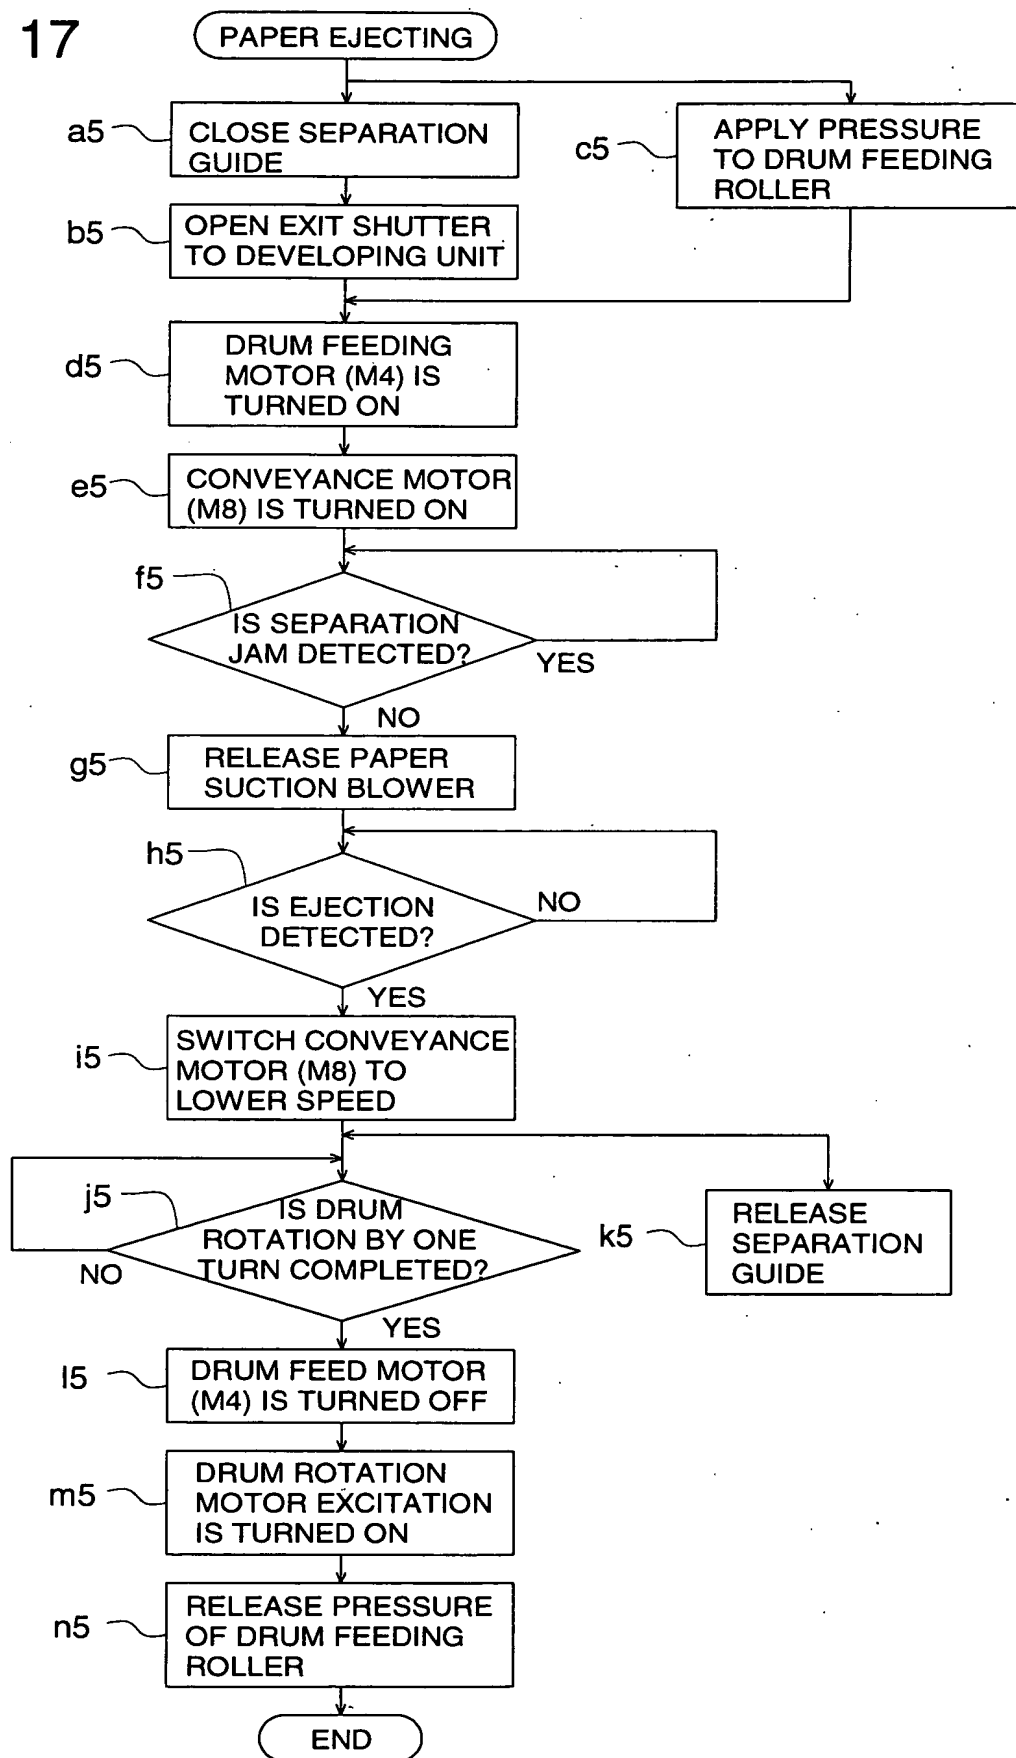 17
PAPER EJECTING
a5
CLOSE SEPARATION
GUIDE
c5
APPLY PRESSURE
TO DRUM FEEDING
ROLLER
b5
OPEN EXIT SHUTTER
TO DEVELOPING UNIT
d5
DRUM FEEDING
MOTOR (M4) IS
TURNED ON
e5
CONVEYANCE MOTOR
(M8) IS TURNED ON
f5
IS SEPARATION
JAM DETECTED?
YES
NO
g5
RELEASE PAPER
SUCTION BLOWER
h5
IS EJECTION
DETECTED?
NO
YES
i5
SWITCH CONVEYANCE
MOTOR (M8) TO
LOWER SPEED
j5
IS DRUM
ROTATION BY ONE
TURN COMPLETED?
NO
YES
k5
RELEASE
SEPARATION
GUIDE
l5
DRUM FEED MOTOR
(M4) IS TURNED OFF
m5
DRUM ROTATION
MOTOR EXCITATION
IS TURNED ON
n5
RELEASE PRESSURE
OF DRUM FEEDING
ROLLER
END